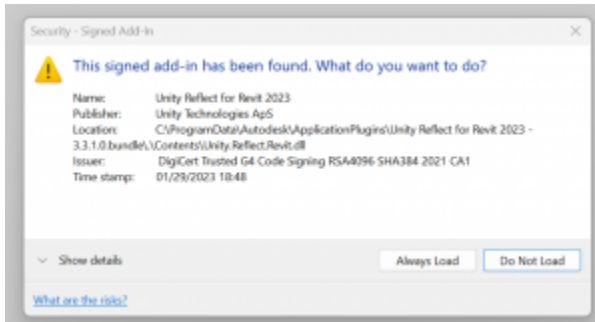 Security - Signed Add-In
This signed add-in has been found. What do you want to do?
Name: Unity Reflect for Revit 2023
Publisher: Unity Technologies ApS
Location: C:\ProgramData\Autodesk\ApplicationPlugins\Unity Reflect for Revit 2023 -
3.3.1.0.bundle\.\Contents\Unity.Reflect.Revit.dll
Issuer: DigiCert Trusted G4 Code Signing RSA4096 SHA384 2021 CA1
Time stamp: 01/29/2023 18:48
Show details
Always Load
Do Not Load
What are the risks?